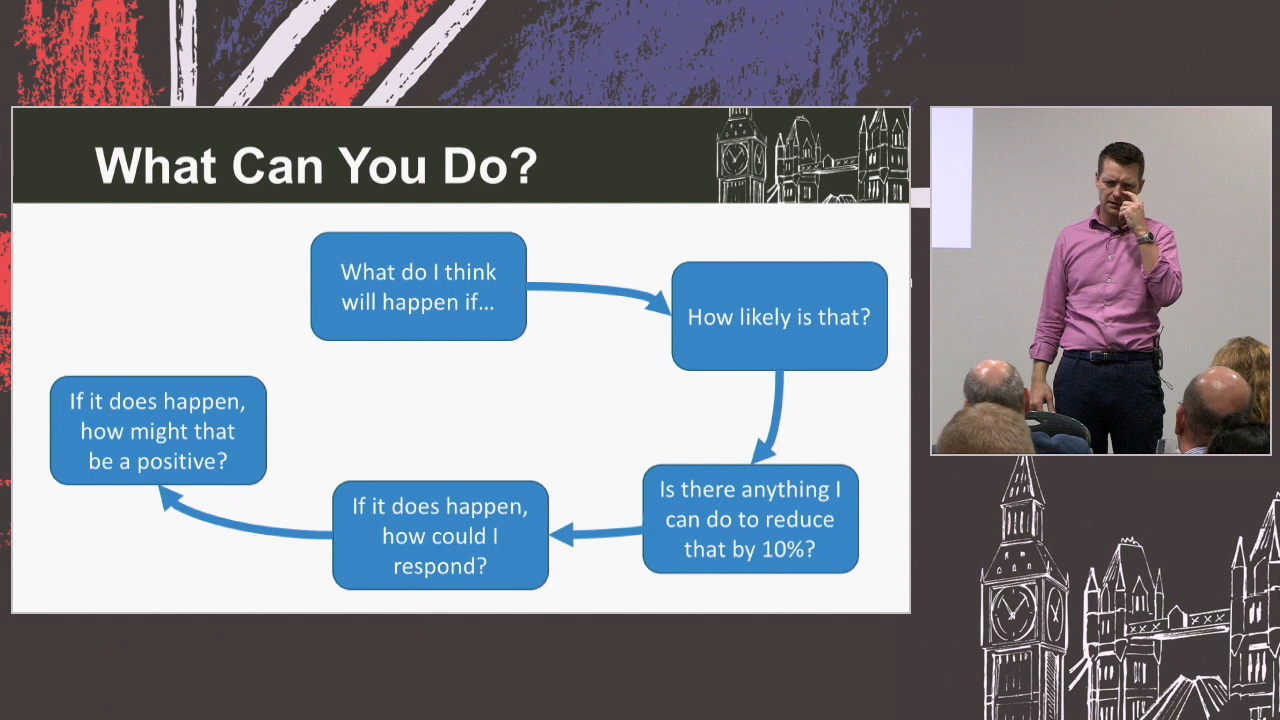 What Can You Do?
What do I think
will happen if...
How likely is that?
Is there anything I
can do to reduce
that by 10%?
If it does happen,
how could I
respond?
If it does happen,
how might that
be a positive?